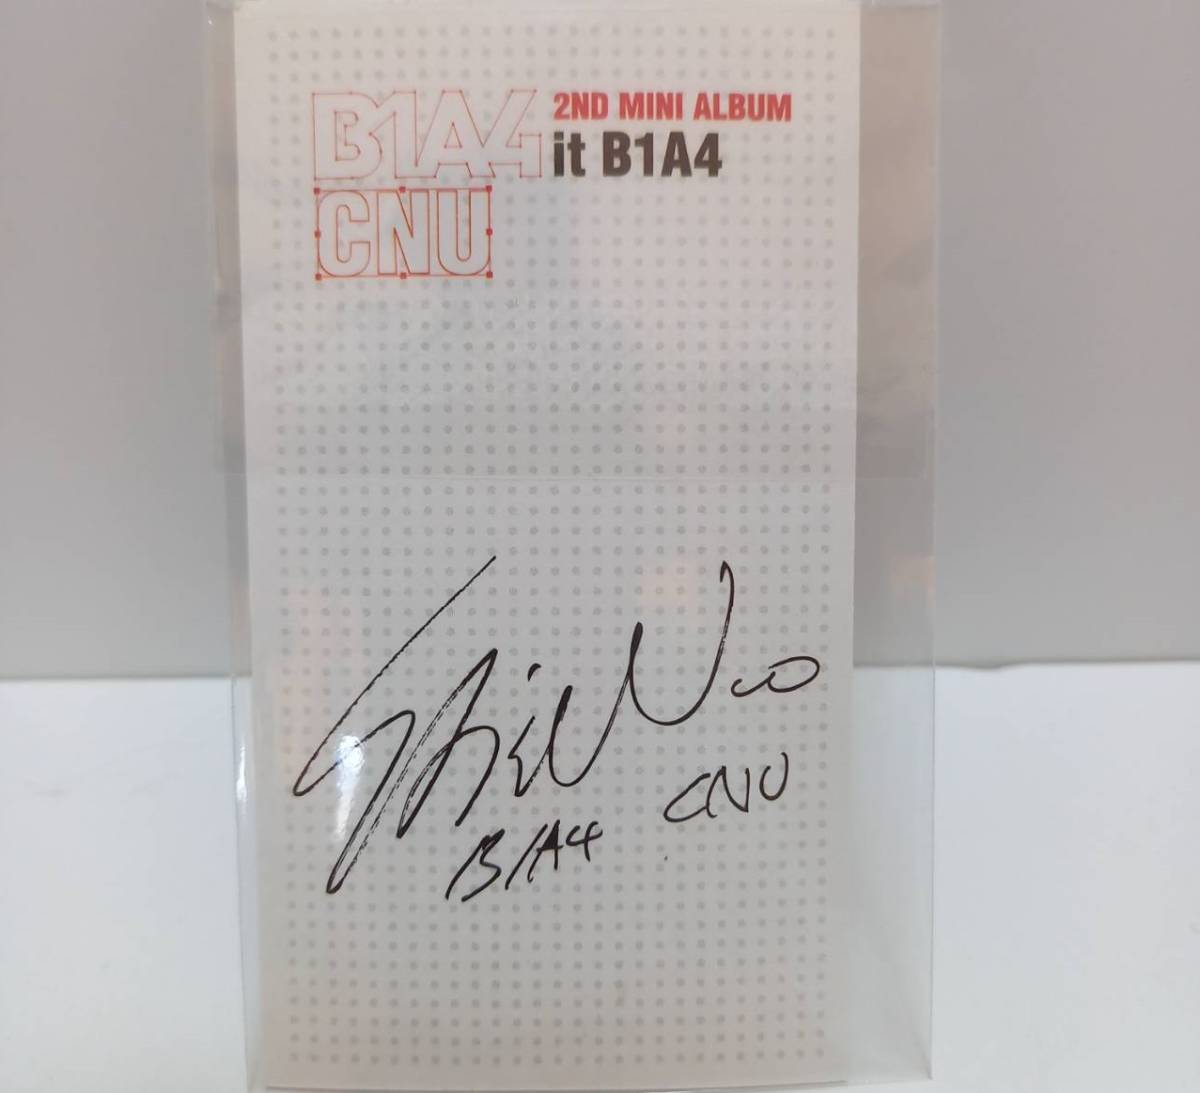 B1A4 2ND MINI ALBUM
it B1A4
CNU
B1A4 CNU